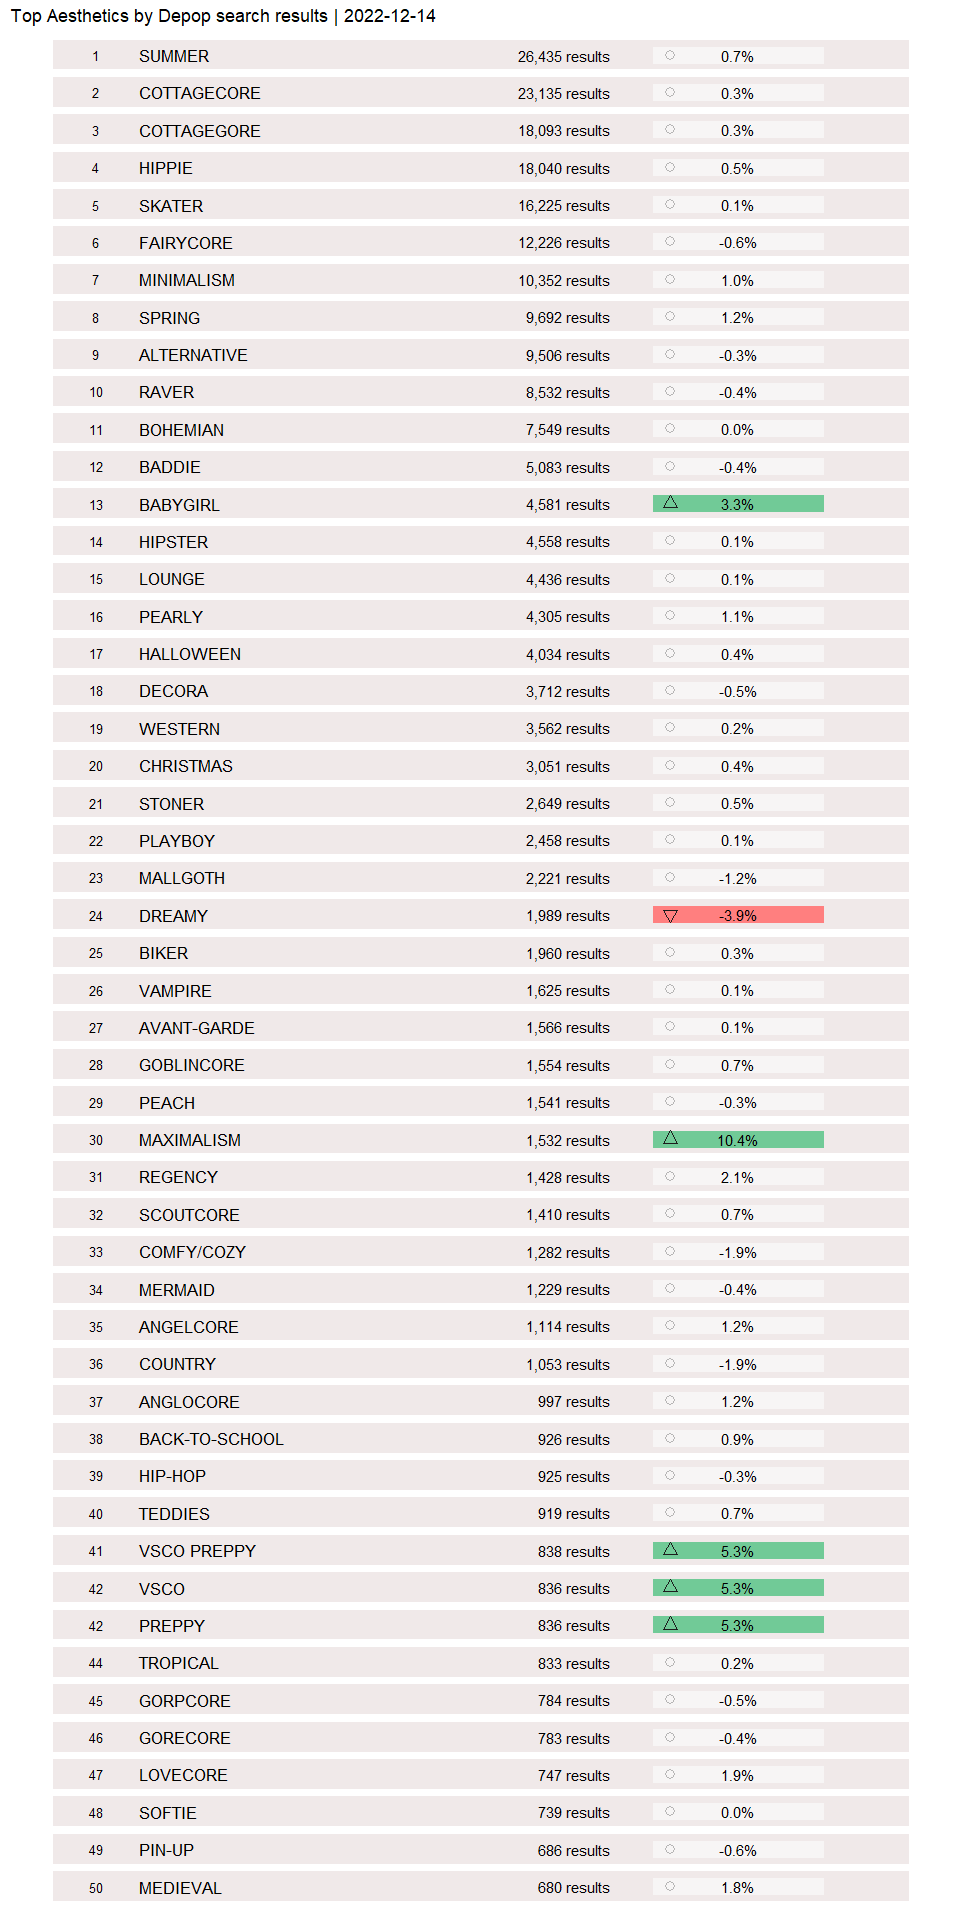 Top Aesthetics by Depop search results | 2022-12-14
1 SUMMER 26,435 results 0.7%
2 COTTAGECORE 23,135 results 0.3%
3 COTTAGEGORE 18,093 results 0.3%
4 HIPPIE 18,040 results 0.5%
5 SKATER 16,225 results 0.1%
6 FAIRYCORE 12,226 results -0.6%
7 MINIMALISM 10,352 results 1.0%
8 SPRING 9,692 results 1.2%
9 ALTERNATIVE 9,506 results -0.3%
10 RAVER 8,532 results -0.4%
11 BOHEMIAN 7,549 results 0.0%
12 BADDIE 5,083 results -0.4%
13 BABYGIRL 4,581 results 3.3%
14 HIPSTER 4,558 results 0.1%
15 LOUNGE 4,436 results 0.1%
16 PEARLY 4,305 results 1.1%
17 HALLOWEEN 4,034 results 0.4%
18 DECORA 3,712 results -0.5%
19 WESTERN 3,562 results 0.2%
20 CHRISTMAS 3,051 results 0.4%
21 STONER 2,649 results 0.5%
22 PLAYBOY 2,458 results 0.1%
23 MALLGOTH 2,221 results -1.2%
24 DREAMY 1,989 results -3.9%
25 BIKER 1,960 results 0.3%
26 VAMPIRE 1,625 results 0.1%
27 AVANT-GARDE 1,566 results 0.1%
28 GOBLINCORE 1,554 results 0.7%
29 PEACH 1,541 results -0.3%
30 MAXIMALISM 1,532 results 10.4%
31 REGENCY 1,428 results 2.1%
32 SCOUTCORE 1,410 results 0.7%
33 COMFY/COZY 1,282 results -1.9%
34 MERMAID 1,229 results -0.4%
35 ANGELCORE 1,114 results 1.2%
36 COUNTRY 1,053 results -1.9%
37 ANGLOCORE 997 results 1.2%
38 BACK-TO-SCHOOL 926 results 0.9%
39 HIP-HOP 925 results -0.3%
40 TEDDIES 919 results 0.7%
41 VSCO PREPPY 838 results 5.3%
42 VSCO 836 results 5.3%
42 PREPPY 836 results 5.3%
44 TROPICAL 833 results 0.2%
45 GORPCORE 784 results -0.5%
46 GORECORE 783 results -0.4%
47 LOVECORE 747 results 1.9%
48 SOFTIE 739 results 0.0%
49 PIN-UP 686 results -0.6%
50 MEDIEVAL 680 results 1.8%